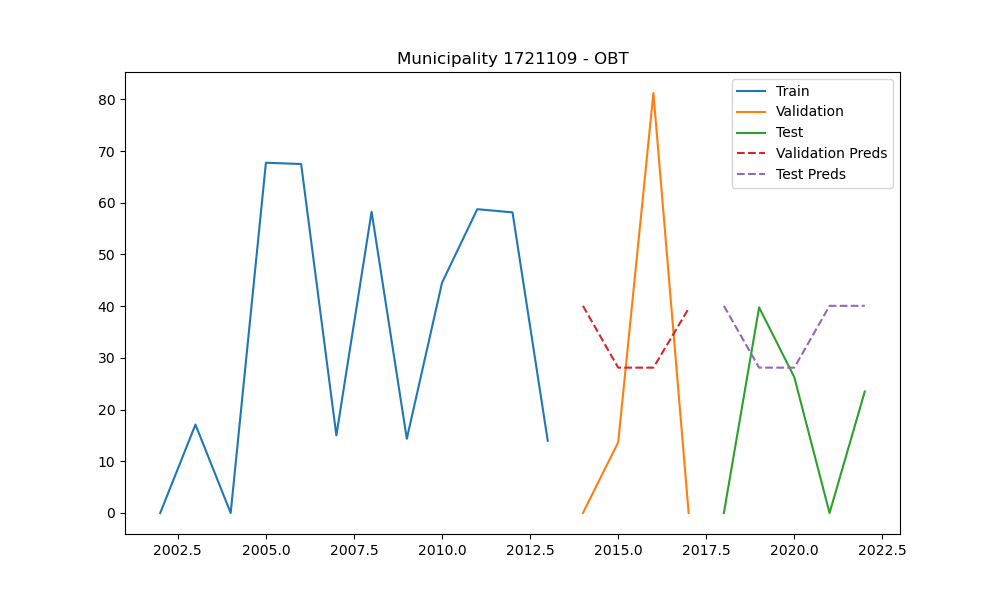 Municipality 1721109 - OBT
Train
Validation
Test
Validation Preds
Test Preds
80
70
60
50
40
30
20
10
0
2002.5 2005.0 2007.5 2010.0 2012.5 2015.0 2017.5 2020.0 2022.5